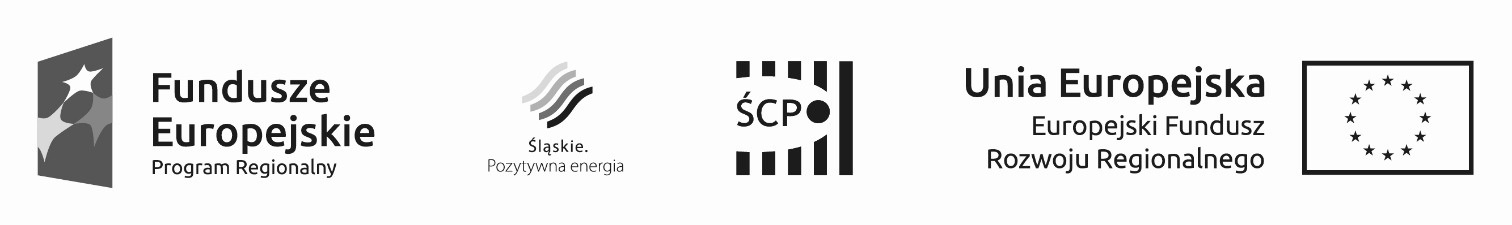 Fundusze
Europejskie
Program Regionalny
Śląskie.
Pozytywna energia
ŚCP
Unia Europejska
Europejski Fundusz
Rozwoju Regionalnego